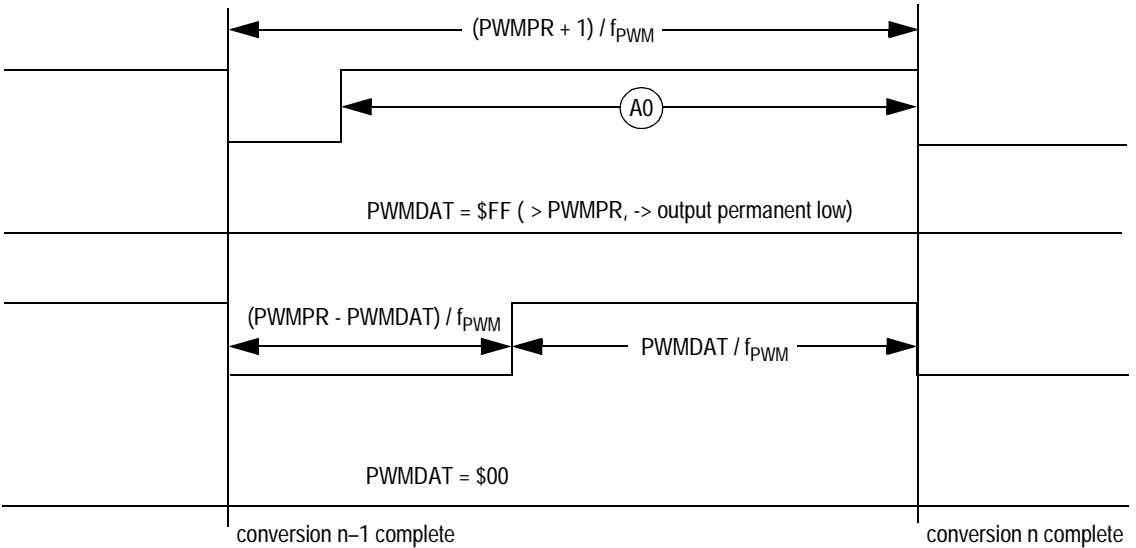 (PWMPR + 1) / fPWM
A0
PWMDAT = $FF ( > PWMPR, -> output permanent low)
(PWMPR - PWMDAT) / fPWM
PWMDAT / fPWM
PWMDAT = $00
conversion n–1 complete
conversion n complete